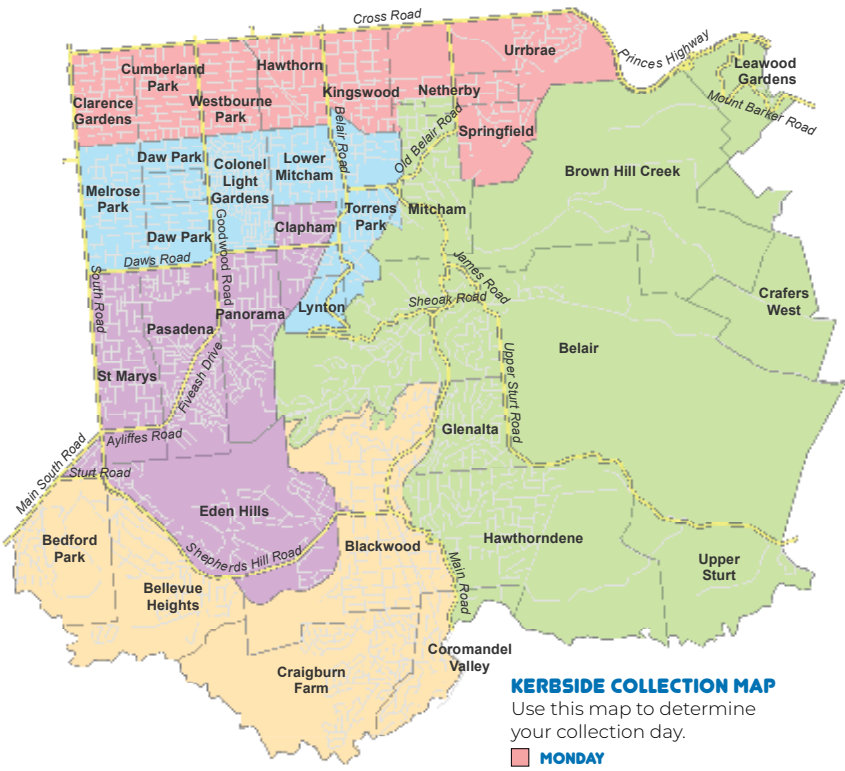 Cross Road
Princes Highway
Urrbrae
Leawood
Gardens
Hawthorn
Cumberland
Park
Kingswood
Netherby
Clarence
Gardens
Westbourne
Park
Mount Barker Road
Belair Road
Old Belair Road
Springfield
Daw Park
Colonel
Light
Gardens
Lower
Mitcham
Brown Hill Creek
Melrose
Park
Torrens
Park
Mitcham
Clapham
Daw Park
Goodwood Road
Daws Road
South Road
James Road
Sheoak Road
Crafers
West
Lynton
Panorama
Pasadena
Belair
St Marys
Fiveash Drive
Upper Sturt Road
Glenalta
Ayliffes Road
Main South Road
Sturt Road
Eden Hills
Bedford
Park
Shepherds Hill Road
Blackwood
Hawthorndene
Main Road
Upper
Sturt
Bellevue
Heights
Coromandel
Valley
Craigburn
Farm
KERBSIDE COLLECTION MAP
Use this map to determine
your collection day.
MONDAY